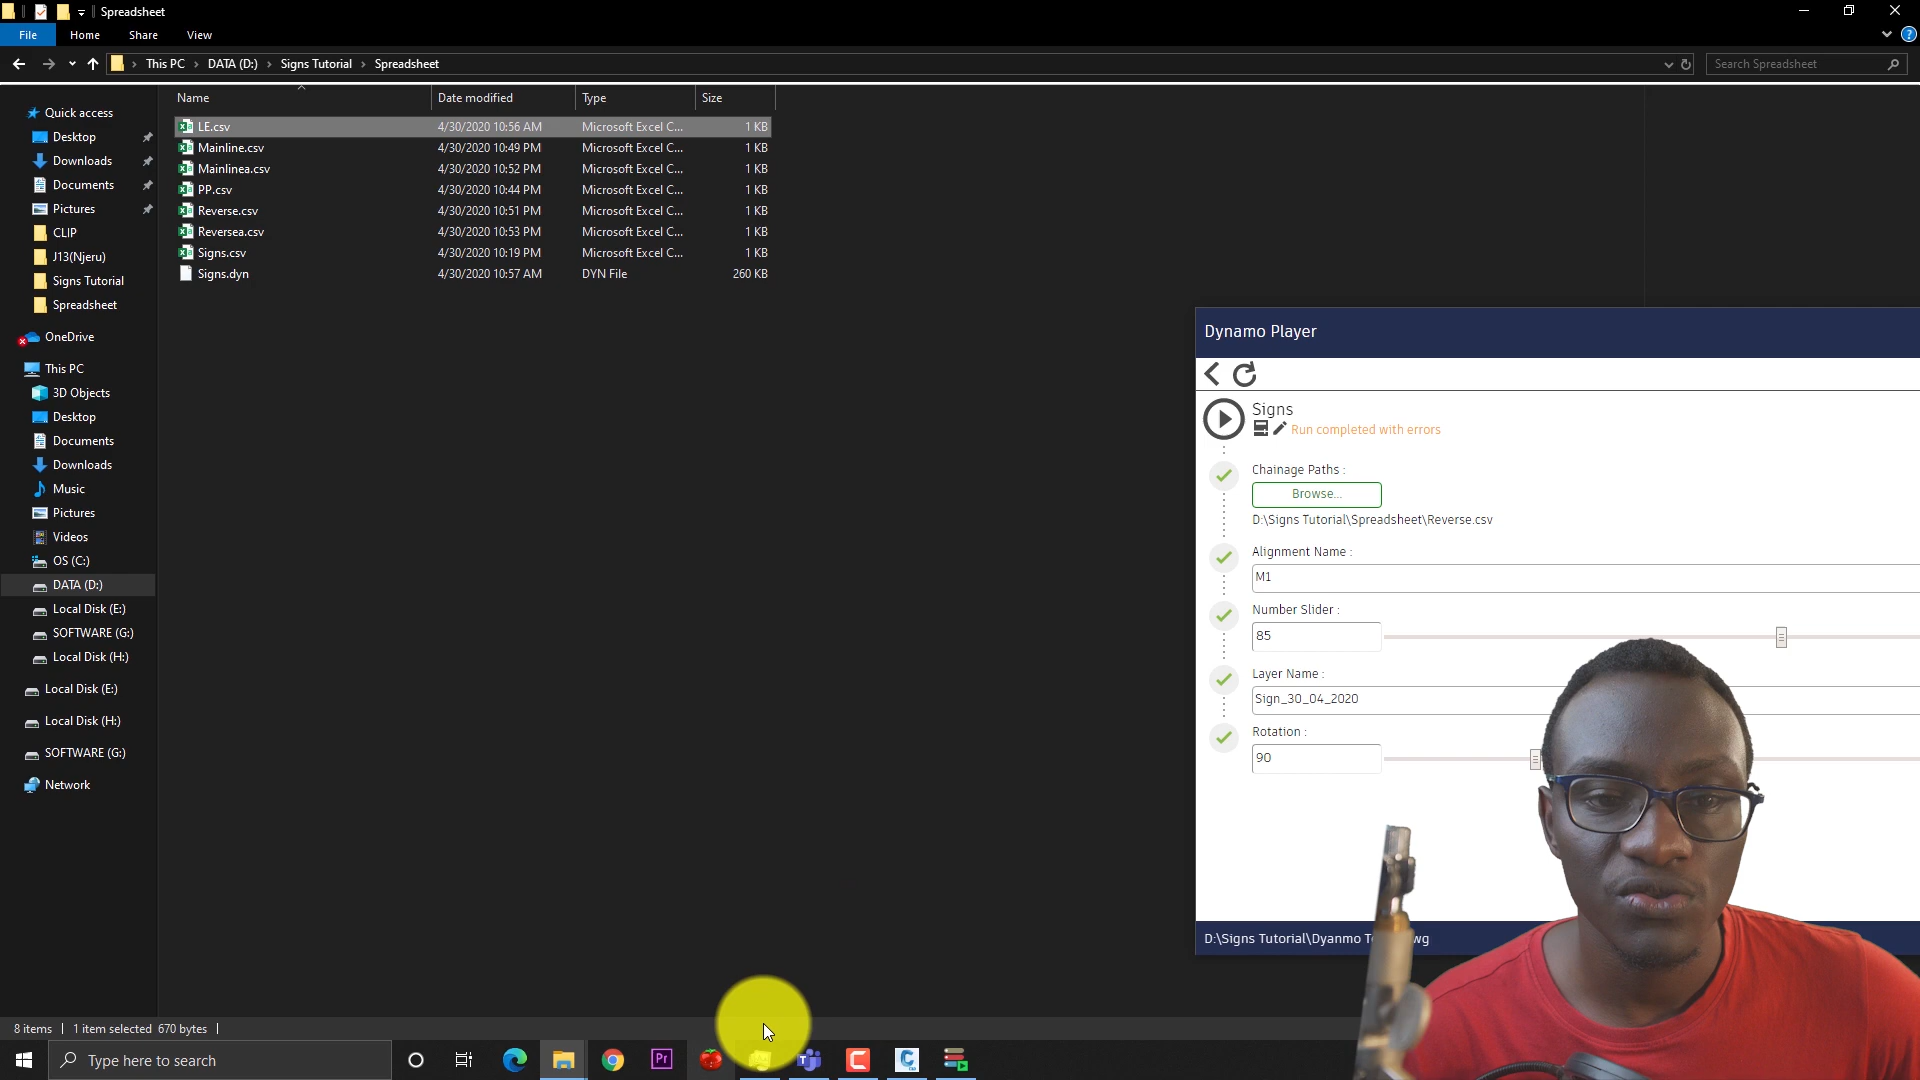 Spreadsheet
File Home Share View
This PC DATA (D:) Signs Tutorial Spreadsheet
Search Spreadsheet
Name Date modified Type Size
LE.csv 4/30/2020 10:56 AM Microsoft Excel C... 1 KB
Mainline.csv 4/30/2020 10:49 PM Microsoft Excel C... 1 KB
Mainlinea.csv 4/30/2020 10:52 PM Microsoft Excel C... 1 KB
PP.csv 4/30/2020 10:44 PM Microsoft Excel C... 1 KB
Reverse.csv 4/30/2020 10:51 PM Microsoft Excel C... 1 KB
Reversea.csv 4/30/2020 10:53 PM Microsoft Excel C... 1 KB
Signs.csv 4/30/2020 10:19 PM Microsoft Excel C... 1 KB
Signs.dyn 4/30/2020 10:57 AM DYN File 260 KB
Quick access
Desktop
Downloads
Documents
Pictures
CLIP
J13(Njeru)
Signs Tutorial
Spreadsheet
OneDrive
This PC
3D Objects
Desktop
Documents
Downloads
Music
Pictures
Videos
OS (C:)
DATA (D:)
Local Disk (E:)
SOFTWARE (G:)
Local Disk (H:)
Local Disk (E:)
Local Disk (H:)
SOFTWARE (G:)
Network
Dynamo Player
Signs
Run completed with errors
Chainage Paths :
Browse...
D:\Signs Tutorial\Spreadsheet\Reverse.csv
Alignment Name :
M1
Number Slider :
85
Layer Name :
Sign_30_04_2020
Rotation :
90
D:\Signs Tutorial\Dyanmo
8 items 1 item selected 670 bytes
Type here to search